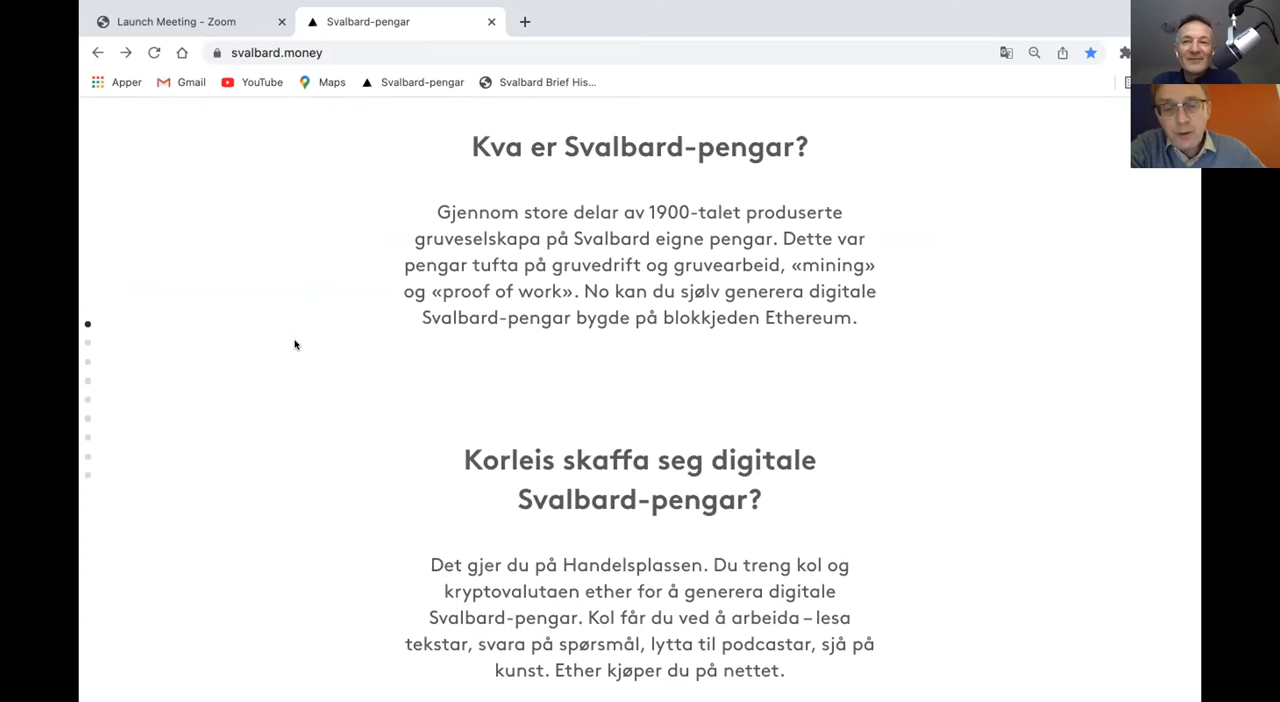 Launch Meeting - Zoom
Svalbard-pengar
svalbard.money
Apper
Gmail
YouTube
Maps
Svalbard-pengar
Svalbard Brief His...
Kva er Svalbard-pengar?
Gjennom store delar av 1900-talet produserte
gruveselskapa på Svalbard eigne pengar. Dette var
pengar tufta på gruvedrift og gruvearbeid, «mining»
og «proof of work». No kan du sjølv generera digitale
Svalbard-pengar bygde på blokkjeden Ethereum.
Korleis skaffa seg digitale
Svalbard-pengar?
Det gjer du på Handelsplassen. Du treng kol og
kryptovalutaen ether for å generera digitale
Svalbard-pengar. Kol får du ved å arbeida – lesa
tekstar, svara på spørsmål, lytta til podcastar, sjå på
kunst. Ether kjøper du på nettet.